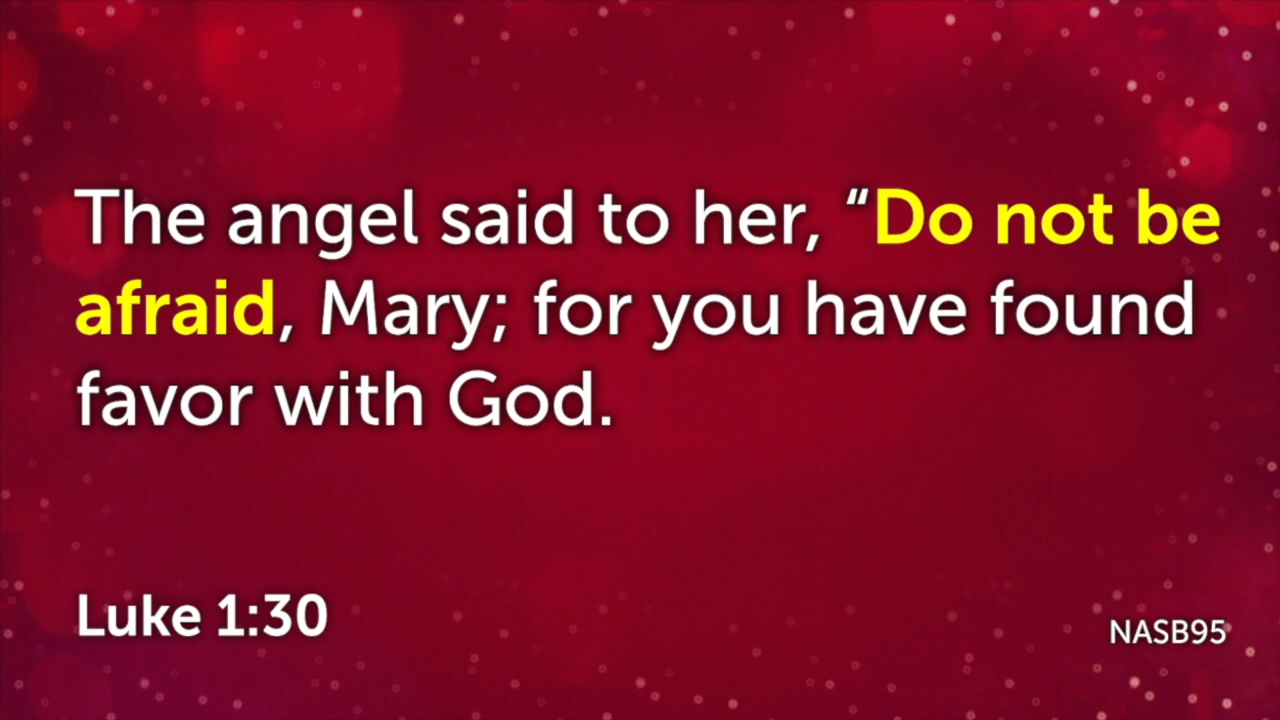 The angel said to her, “Do not be
afraid, Mary; for you have found
favor with God.
Luke 1:30
NASB95